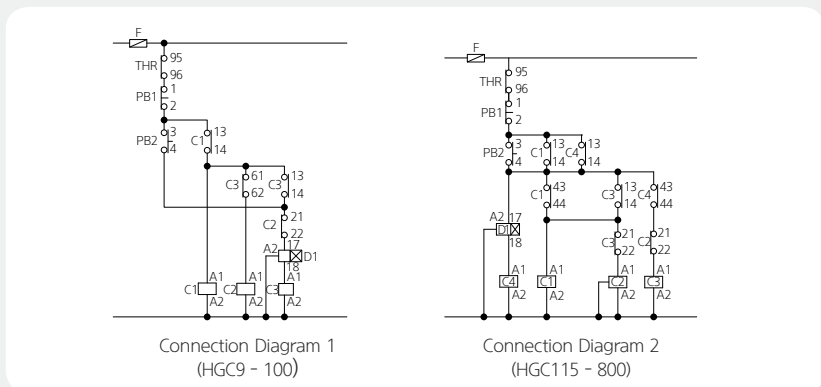 F
95
THR
96
1
PB1
2
3
PB2
4
C1
13
14
61
C3
62
C3
13
14
21
C2
22
17
A2
D1
18
A1
C1
A2
A1
C2
A2
A1
C3
A2
Connection Diagram 1
(HGC9 - 100)
F
95
THR
96
1
PB1
2
3
PB2
4
C1
13
14
C4
13
14
C1
43
44
C3
13
14
C4
43
44
A2
17
D1
18
C3
21
22
C2
21
22
A1
C4
A2
A1
C1
A2
A1
C2
A2
A1
C3
A2
Connection Diagram 2
(HGC115 - 800)